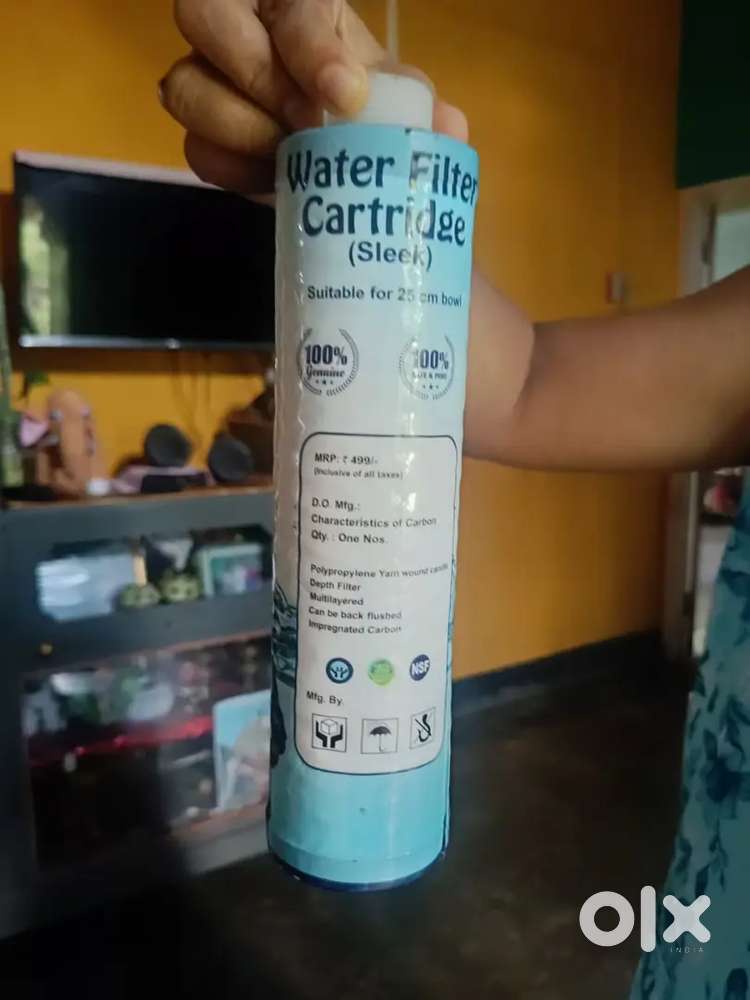 Water Filter
Cartridge
(Sleek)
Suitable for 25 cm bowl
100%
Genuine
100%
MRP: ₹ 499/-
(Inclusive of all taxes)
D.O. Mfg.:
Characteristics of Carbon
Qty. : One Nos.
Polypropylene Yarn wound candle
Depth Filter
Multilayered
Can be back flushed
Impregnated Carbon
NSF
Mfg. By.
olx
INDIA